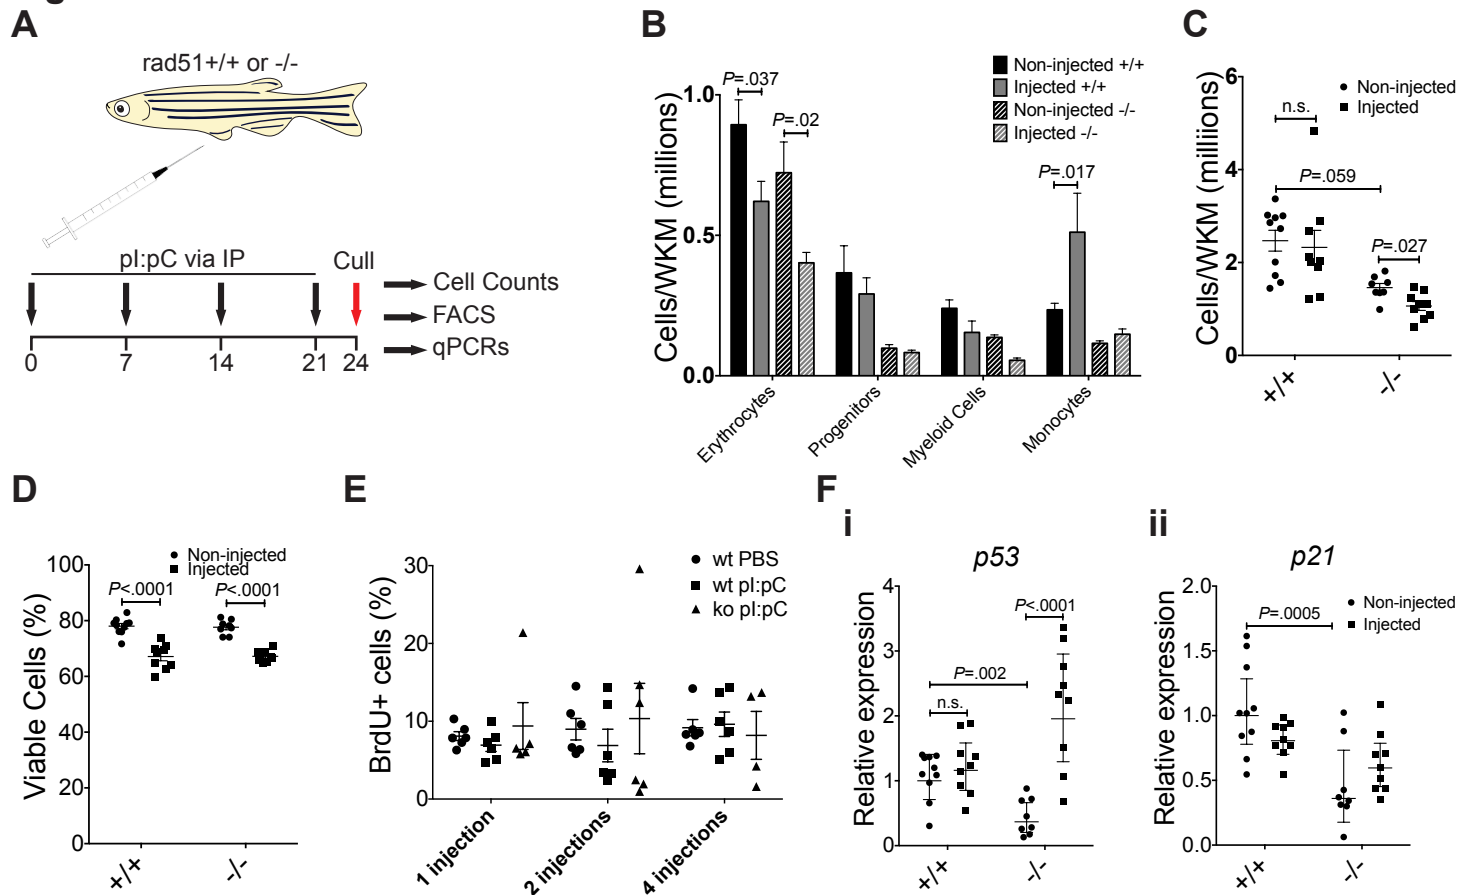 A
rad51+/+ or -/-
pI:pC via IP
Cull
Cell Counts
FACS
qPCRs
0 7 14 21 24
B
Non-injected +/+
Injected +/+
Non-injected -/-
Injected -/-
P=.037
P=.02
P=.017
Cells/WKM (millions)
1.0
0.5
0.0
Erythrocytes
Progenitors
Myeloid Cells
Monocytes
C
Non-injected
Injected
n.s.
P=.059
P=.027
Cells/WKM (milliions)
6
4
2
0
+/+
-/-
D
Non-injected
Injected
P<.0001
P<.0001
Viable Cells (%)
100
80
60
40
20
0
+/+
-/-
E
wt PBS
wt pI:pC
ko pI:pC
BrdU+ cells (%)
30
20
10
0
1 injection
2 injections
4 injections
F
i
p53
P<.0001
P=.002
n.s.
Relative expression
4
3
2
1
0
+/+
-/-
ii
p21
Non-injected
Injected
P=.0005
Relative expression
2.0
1.5
1.0
0.5
0.0
+/+
-/-